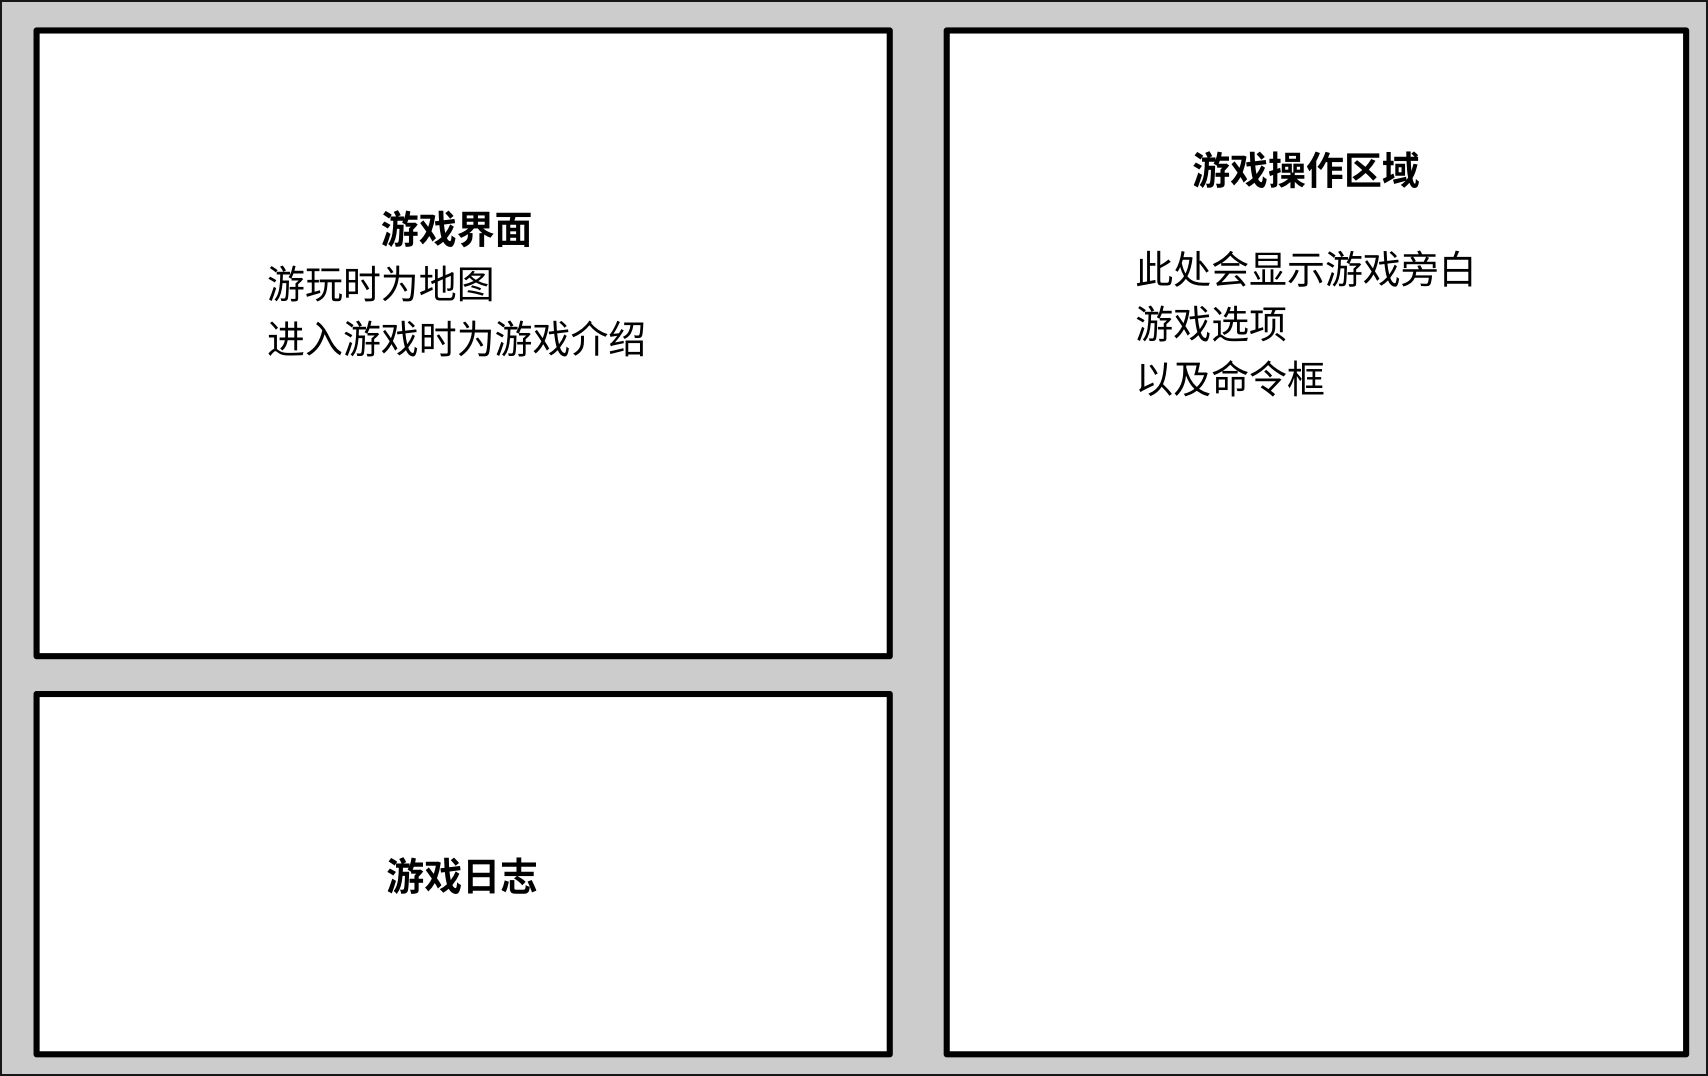 游戏界面
游玩时为地图
进入游戏时为游戏介绍
游戏日志
游戏操作区域
此处会显示游戏旁白
游戏选项
以及命令框